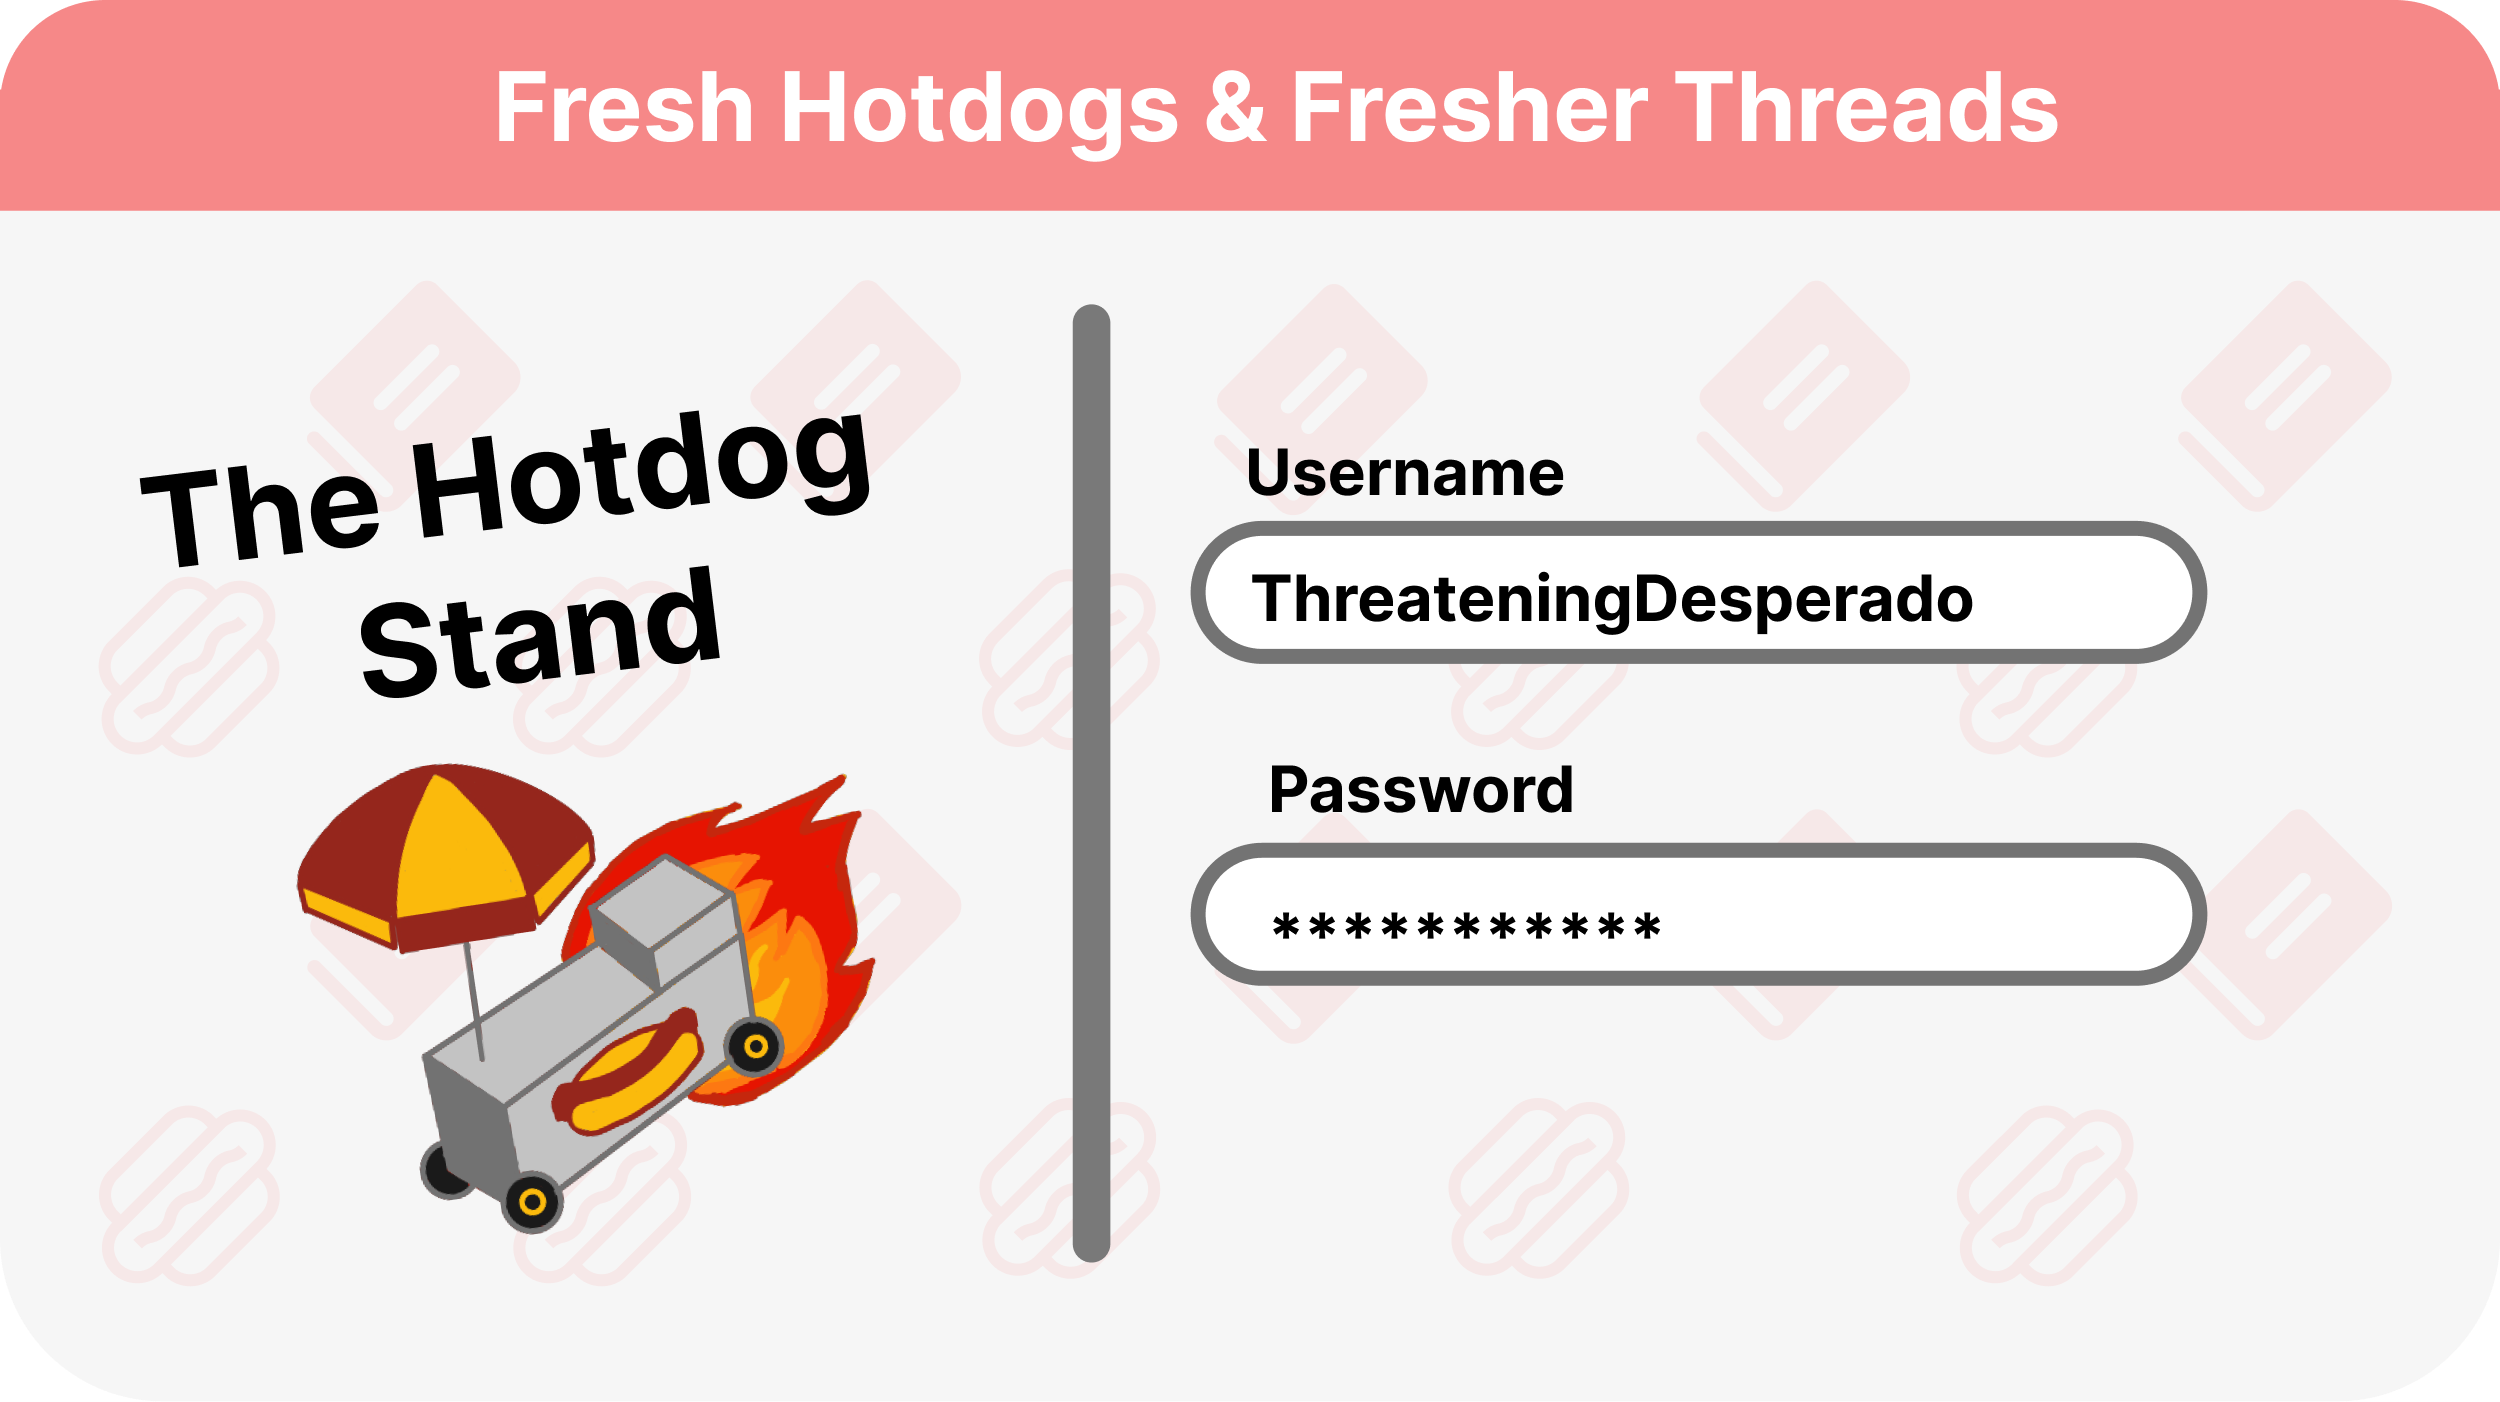 Fresh Hotdogs & Fresher Threads
The Hotdog
Stand
Username
ThreateningDesperado
Password
***********